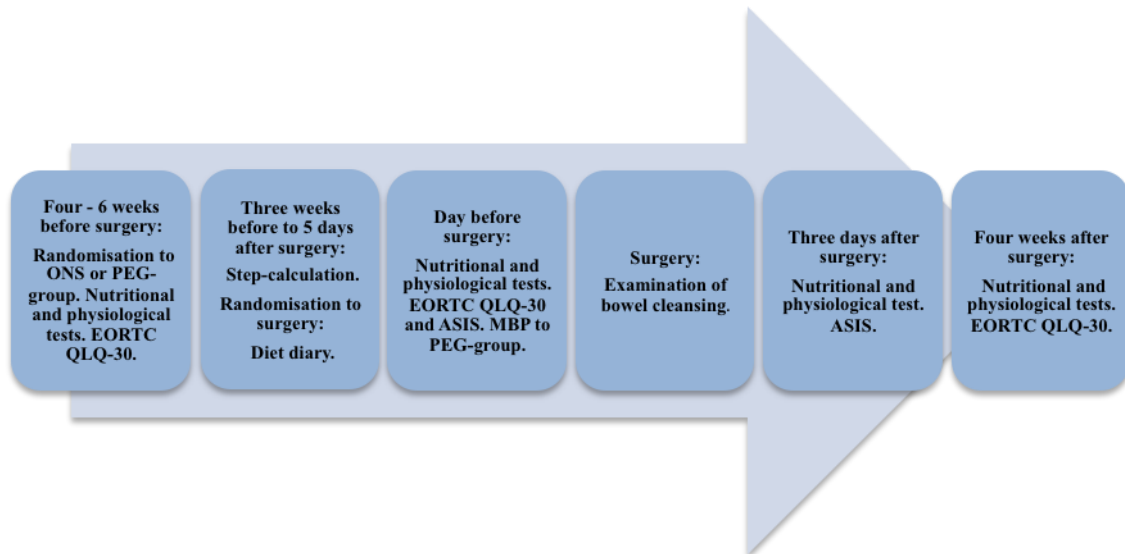 Four - 6 weeks
before surgery:
Randomisation to
ONS or PEG-
group. Nutritional
and physiological
tests. EORTC
QLQ-30.
Three weeks
before to 5 days
after surgery:
Step-calculation.
Randomisation to
surgery:
Diet diary.
Day before
surgery:
Nutritional and
physiological tests.
EORTC QLQ-30
and ASIS. MBP to
PEG-group.
Surgery:
Examination of
bowel cleansing.
Three days after
surgery:
Nutritional and
physiological test.
ASIS.
Four weeks after
surgery:
Nutritional and
physiological tests.
EORTC QLQ-30.